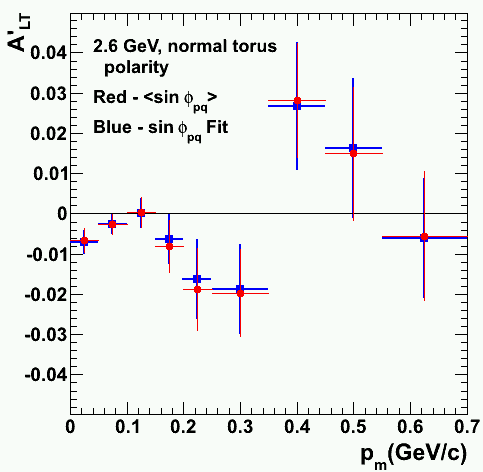 A'LT
2.6 GeV, normal torus
polarity
Red - <sin ϕpq>
Blue - sin ϕpq Fit
0.04
0.03
0.02
0.01
0
-0.01
-0.02
-0.03
-0.04
0 0.1 0.2 0.3 0.4 0.5 0.6 0.7
pm(GeV/c)